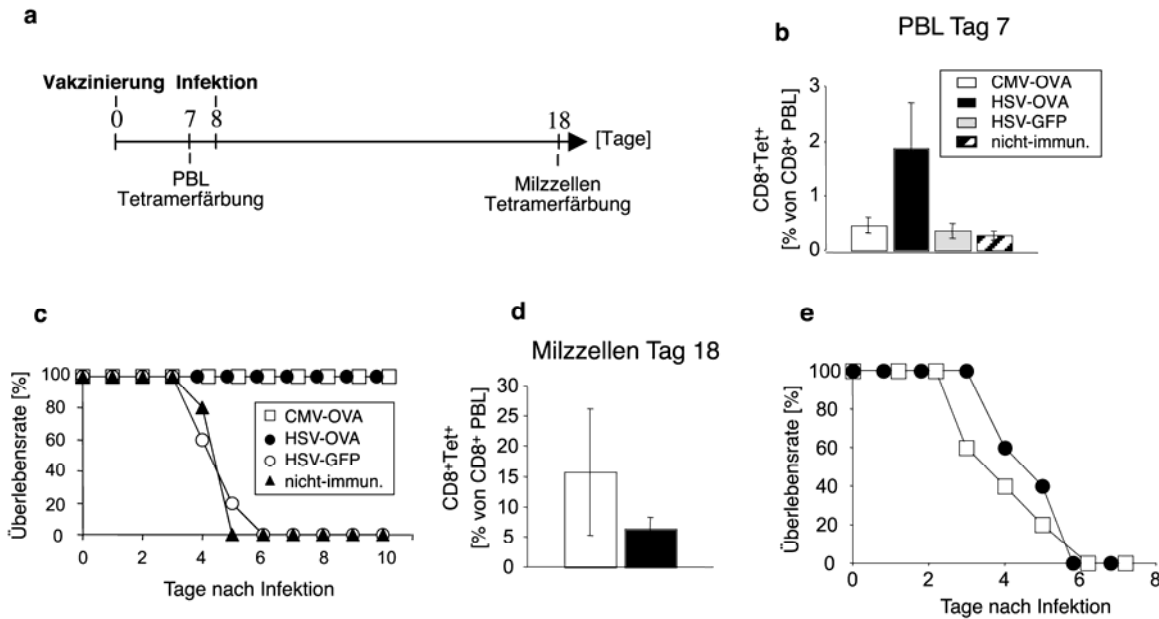 a
Vakzinierung Infektion
0 7 8 18
[Tage]
PBL
Tetramerfärbung
Milzzellen
Tetramerfärbung
b
PBL Tag 7
CD8+Tet+
[% von CD8+ PBL]
3
2
1
0
CMV-OVA
HSV-OVA
HSV-GFP
nicht-immun.
c
Überlebensrate [%]
100
80
60
40
20
0
0 2 4 6 8 10
Tage nach Infektion
CMV-OVA
HSV-OVA
HSV-GFP
nicht-immun.
d
Milzzellen Tag 18
CD8+Tet+
[% von CD8+ PBL]
30
25
20
15
10
5
0
e
Überlebensrate [%]
100
80
60
40
20
0
0 2 4 6 8
Tage nach Infektion